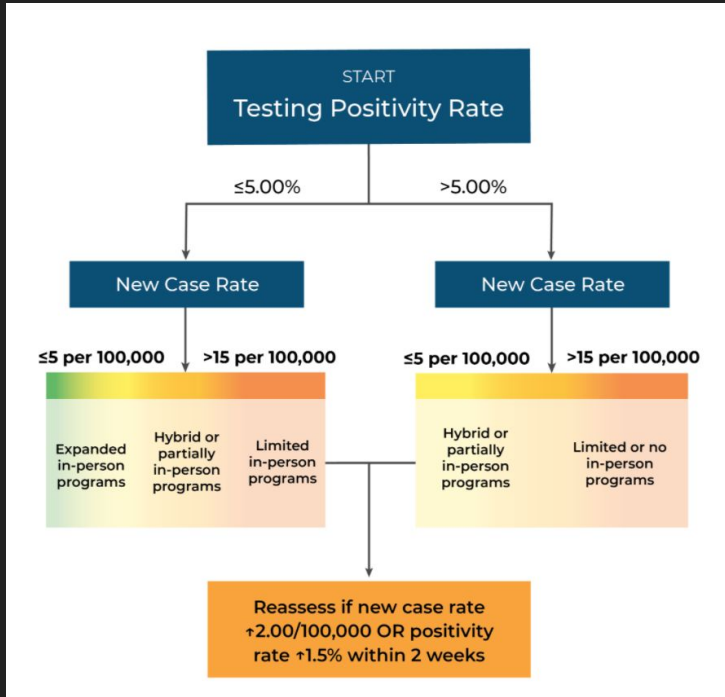 START
Testing Positivity Rate
≤5.00%
>5.00%
New Case Rate
New Case Rate
≤5 per 100,000
>15 per 100,000
≤5 per 100,000
>15 per 100,000
Expanded
in-person
programs
Hybrid or
partially
in-person
programs
Limited
in-person
programs
Hybrid or
partially
in-person
programs
Limited or no
in-person
programs
Reassess if new case rate
↑2.00/100,000 OR positivity
rate ↑1.5% within 2 weeks